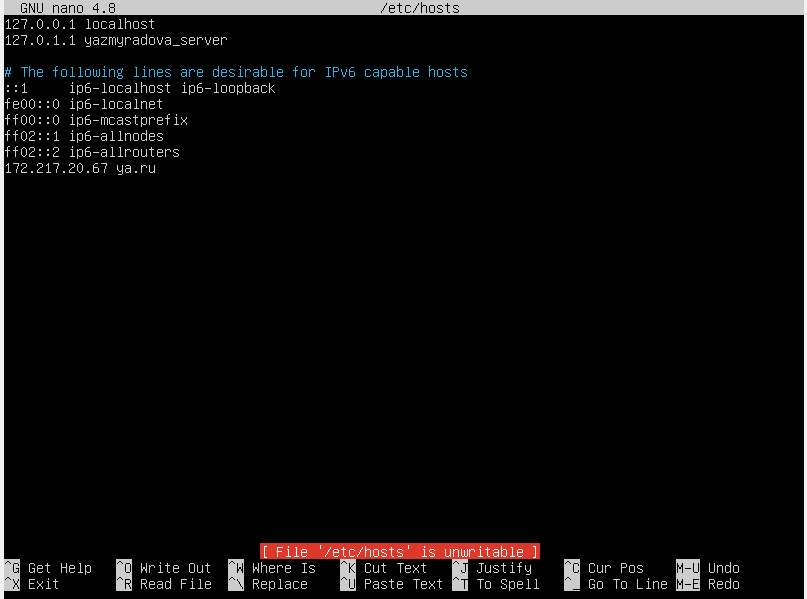 GNU nano 4.8 /etc/hosts
127.0.0.1 localhost
127.0.1.1 yazmyradova_server
# The following lines are desirable for IPv6 capable hosts
::1 ip6-localhost ip6-loopback
fe00::0 ip6-localnet
ff00::0 ip6-mcastprefix
ff02::1 ip6-allnodes
ff02::2 ip6-allrouters
172.217.20.67 ya.ru
[ File '/etc/hosts' is unwritable ]
^G Get Help ^O Write Out ^W Where Is ^K Cut Text ^J Justify ^C Cur Pos M-U Undo
^X Exit ^R Read File ^\ Replace ^U Paste Text ^T To Spell ^_ Go To Line M-E Redo